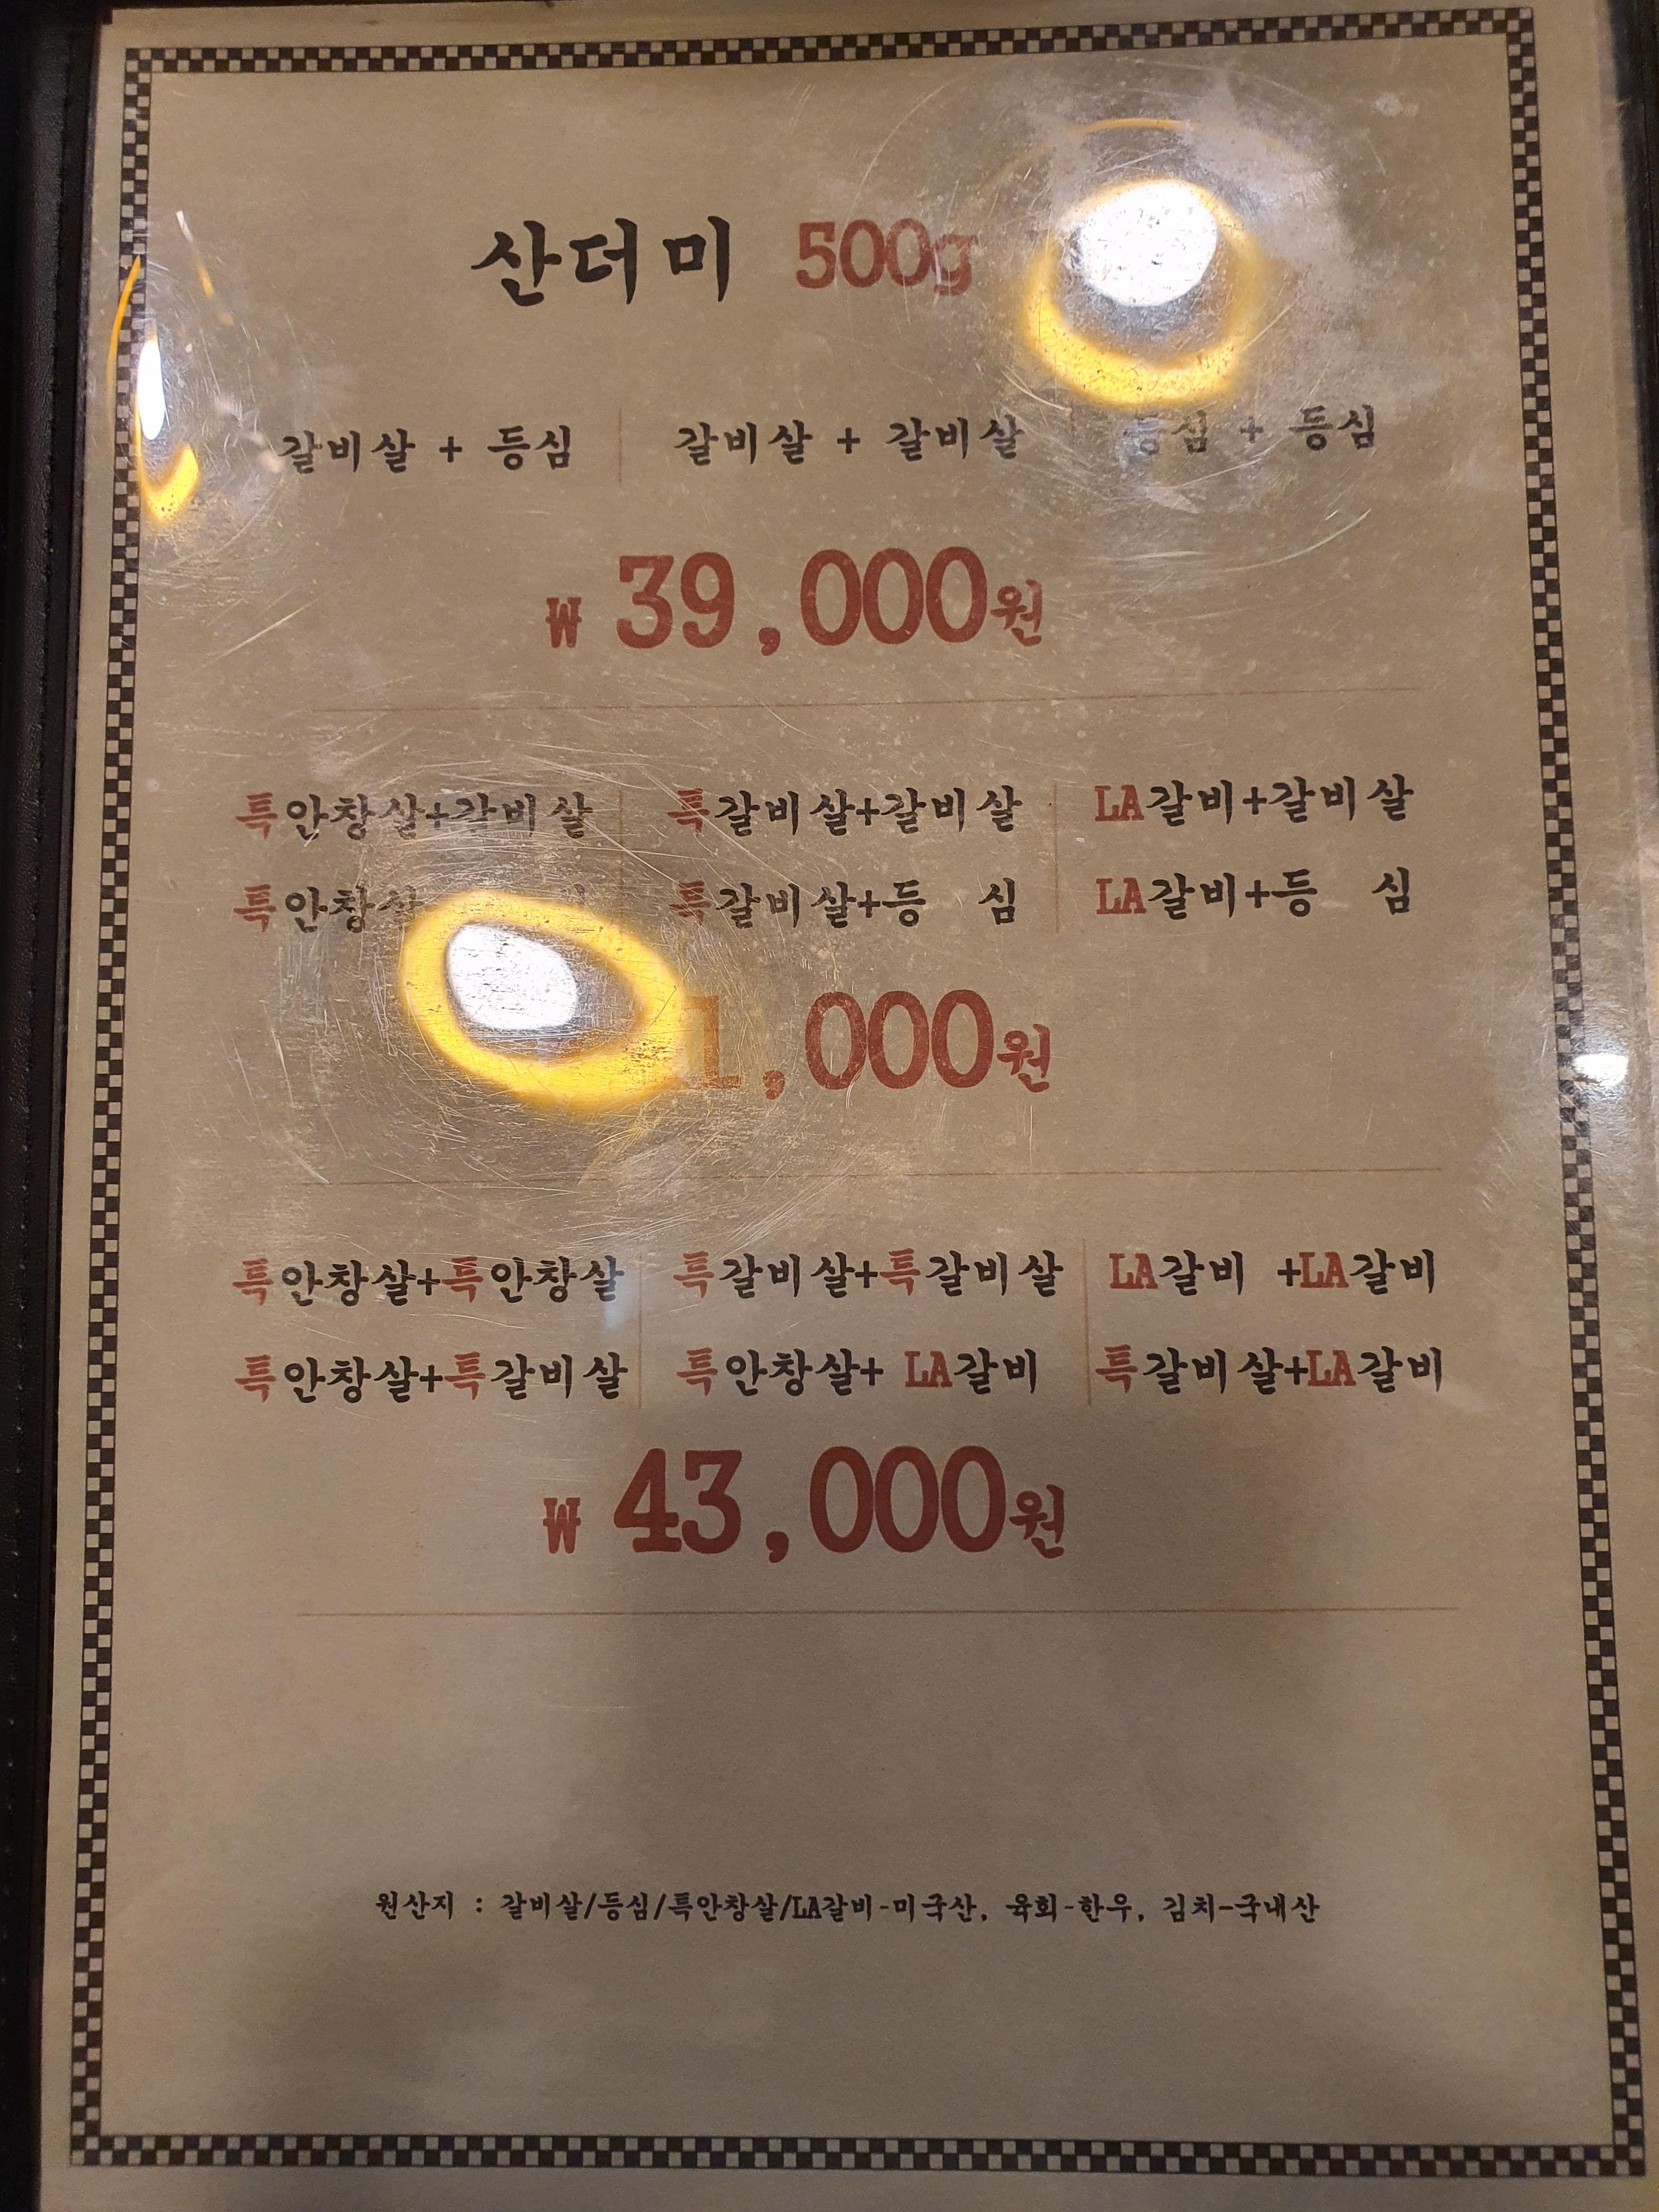 산더미 500g
갈비살 + 등심 갈비살 + 갈비살 등심 + 등심
₩ 39,000원
특안창살+갈비살 특갈비살+갈비살 LA갈비+갈비살
특안창살 특갈비살+등 심 LA갈비+등 심
1,000원
특안창살+특안창살 특갈비살+특갈비살 LA갈비 +LA갈비
특안창살+특갈비살 특안창살+ LA갈비 특갈비살+LA갈비
₩ 43,000원
원산지 : 갈비살/등심/특안창살/LA갈비-미국산, 육회-한우, 김치-국내산